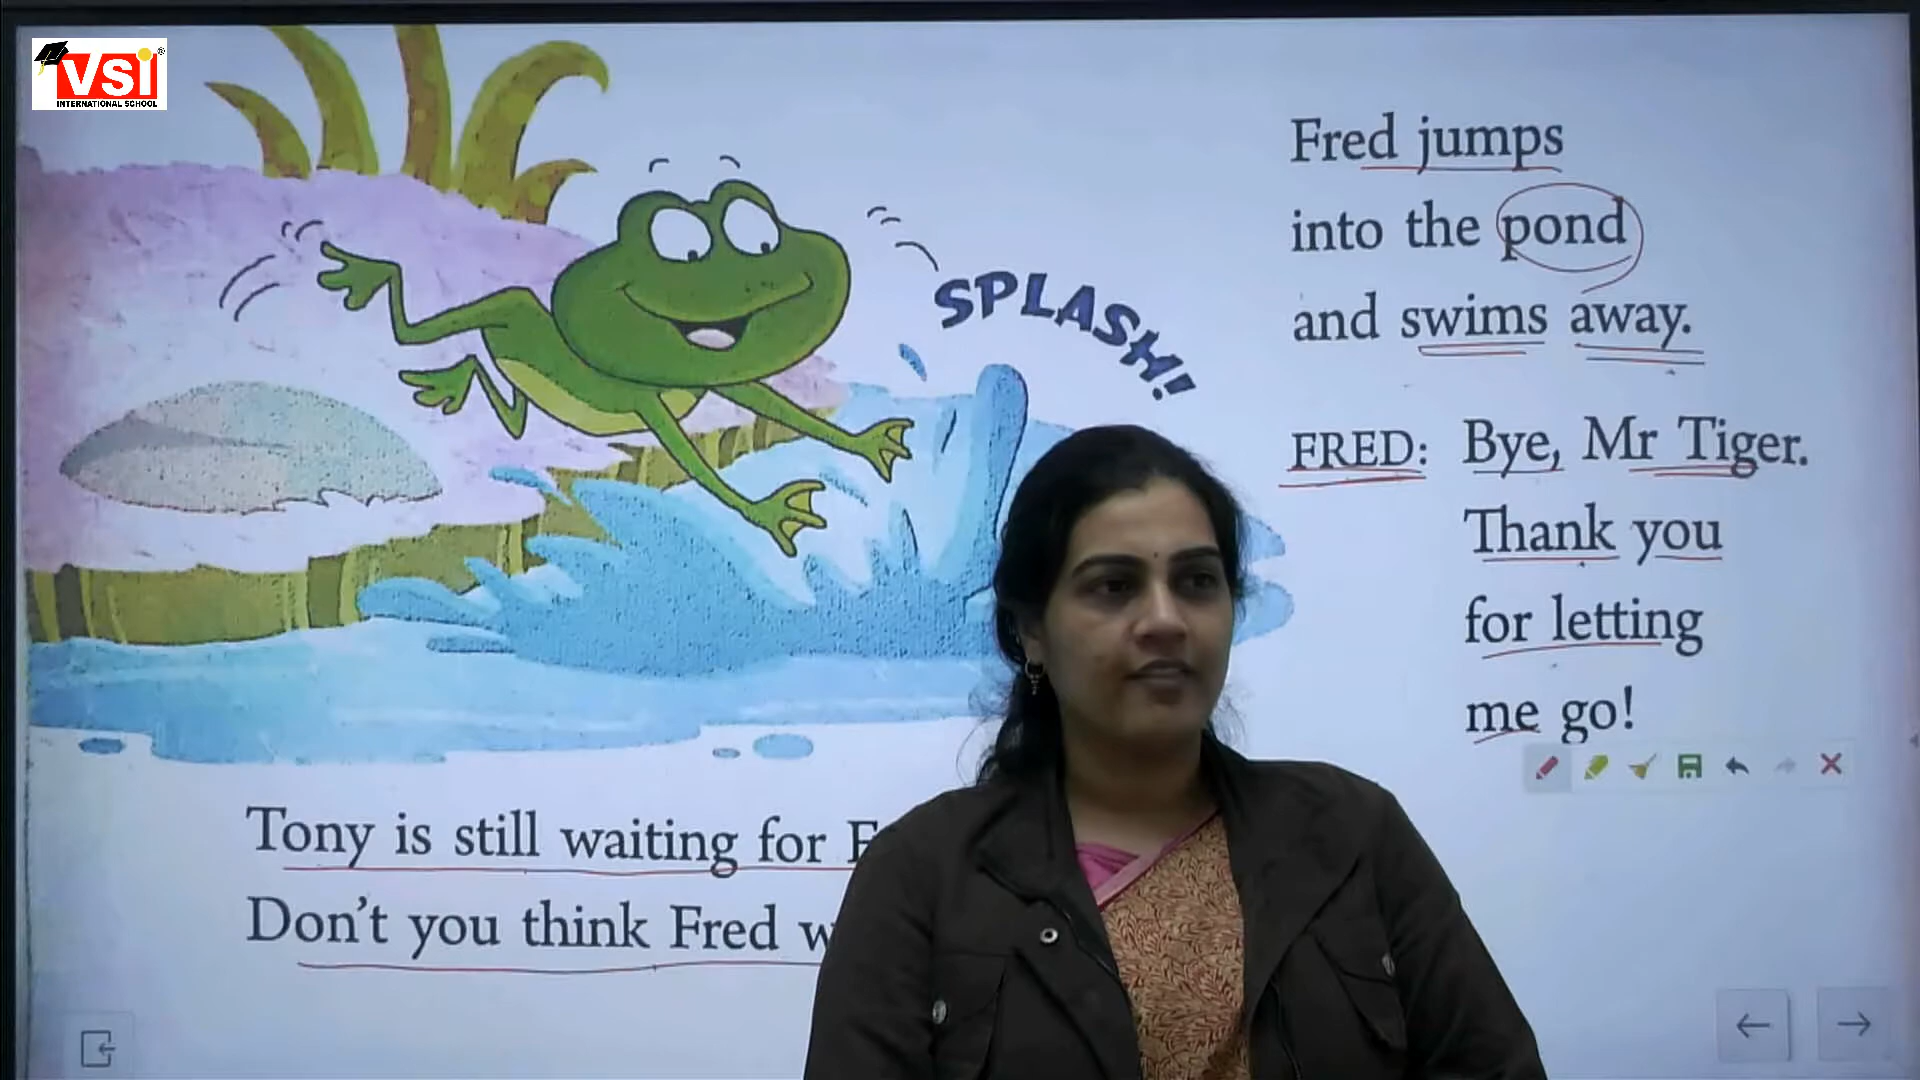 VSI
INTERNATIONAL SCHOOL
SPLASH!
Fred jumps
into the pond
and swims away.
FRED: Bye, Mr Tiger.
Thank you
for letting
me go!
Tony is still waiting for
Don't you think Fred